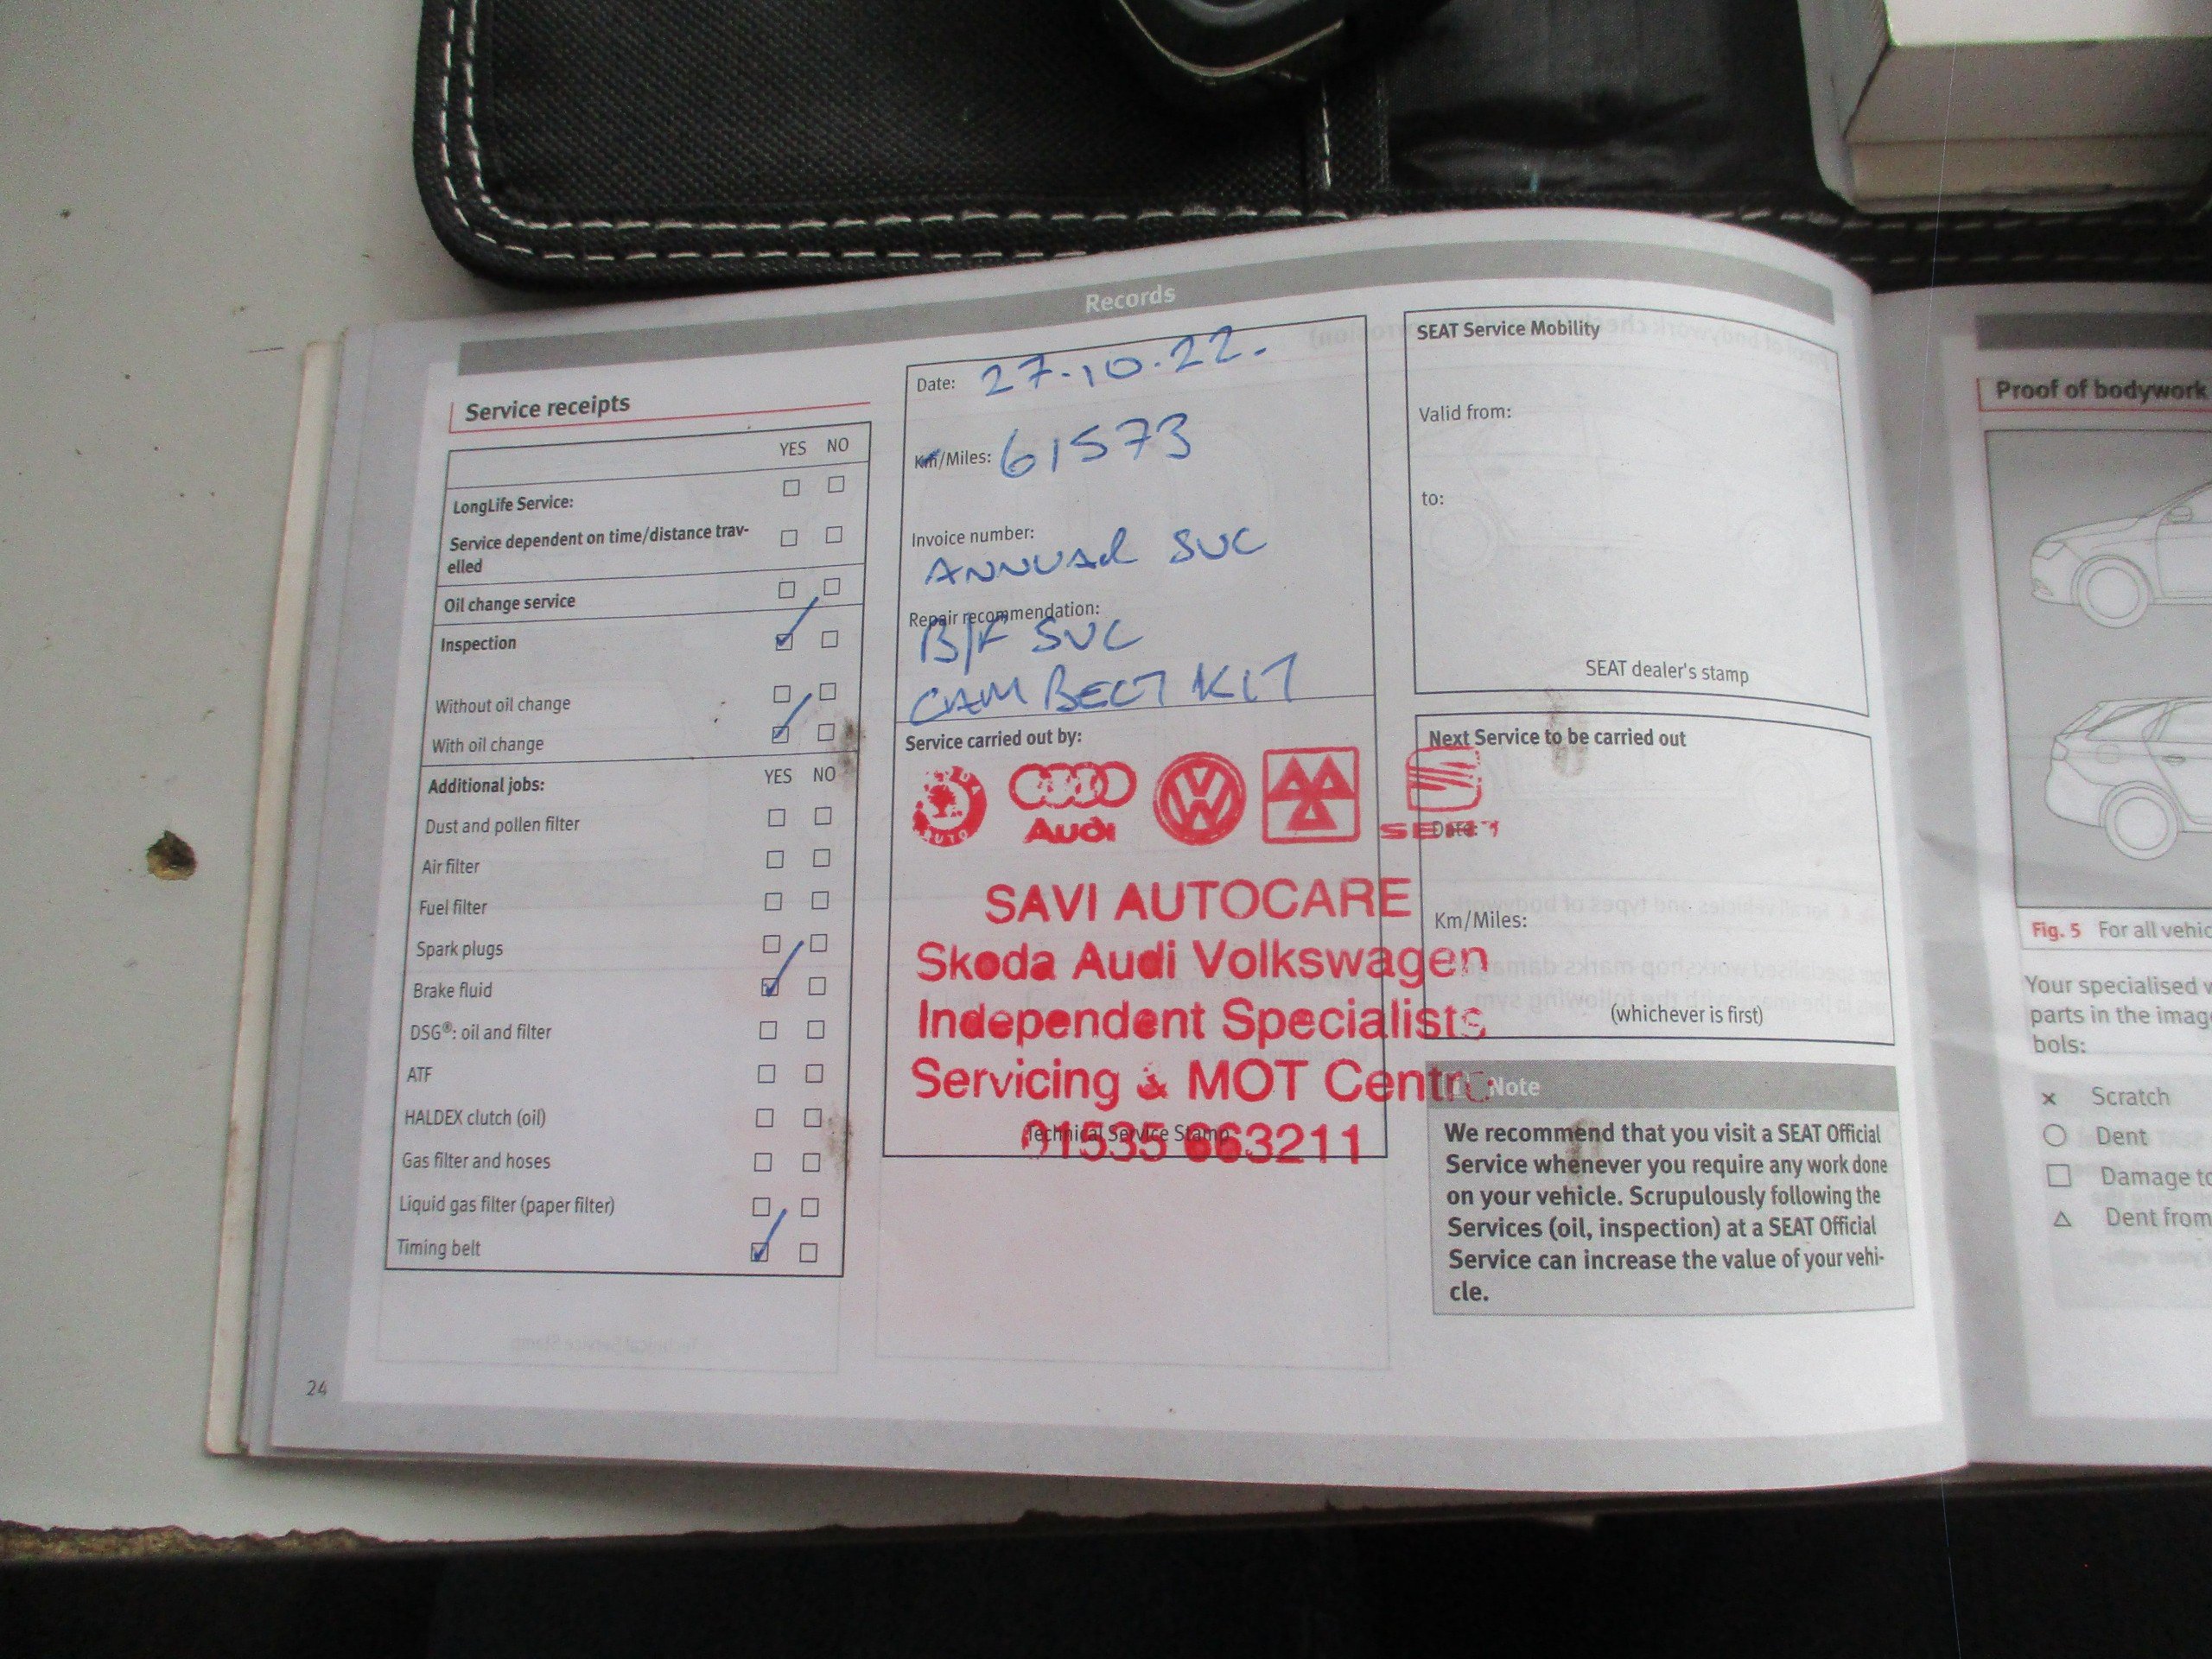 Records
Service receipts
YES NO
LongLife Service:
Service dependent on time/distance trav-
elled
Oil change service
Inspection
Without oil change
With oil change
Additional jobs: YES NO
Dust and pollen filter
Air filter
Fuel filter
Spark plugs
Brake fluid
DSG®: oil and filter
ATF
HALDEX clutch (oil)
Gas filter and hoses
Liquid gas filter (paper filter)
Timing belt
24
Date: 27.10.22.
Km/Miles: 61573
Invoice number:
ANNUAL SVC
Repair recommendation:
B/F SVC
CAM BELT KIT
Service carried out by:
AUTO
Audi
VW
SEAT
SAVI AUTOCARE
Skoda Audi Volkswagen
Independent Specialists
Servicing & MOT Centre
Technical Service Stamp
01535 663211
SEAT Service Mobility
Valid from:
to:
SEAT dealer's stamp
Next Service to be carried out
Date:
Km/Miles:
(whichever is first)
Note
We recommend that you visit a SEAT Official
Service whenever you require any work done
on your vehicle. Scrupulously following the
Services (oil, inspection) at a SEAT Official
Service can increase the value of your vehi-
cle.
Proof of bodywork
Fig. 5 For all vehic
Your specialised w
parts in the imag
bols:
× Scratch
Dent
Damage to
Dent from